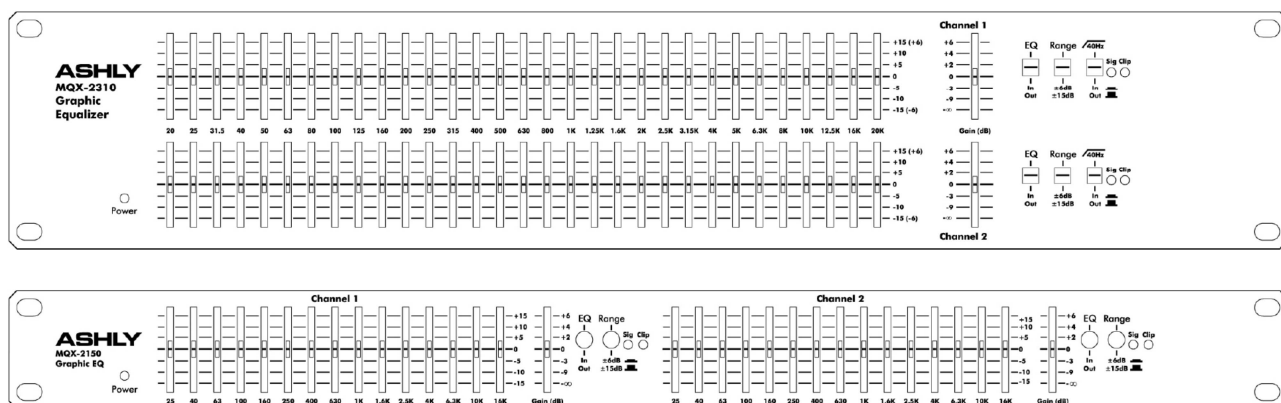 Channel 1
ASHLY
MQX-2310
Graphic
Equalizer
Power
+15 (+6)
+10
+5
0
-5
-10
-15 (-6)
20 25 31.5 40 50 63 80 100 125 160 200 250 315 400 500 630 800 1K 1.25K 1.6K 2K 2.5K 3.15K 4K 5K 6.3K 8K 10K 12.5K 16K 20K
+6
+4
+2
0
-3
-9
-∞
Gain (dB)
EQ Range 40Hz
Sig Clip
In ±6dB In
Out ±15dB Out
+15 (+6)
+10
+5
0
-5
-10
-15 (-6)
+6
+4
+2
0
-3
-9
-∞
EQ Range 40Hz
Sig Clip
In ±6dB In
Out ±15dB Out
Channel 2
ASHLY
MQX-2150
Graphic EQ
Power
Channel 1
+15
+10
+5
0
-5
-10
-15
25 40 63 100 160 250 400 630 1K 1.6K 2.5K 4K 6.3K 10K 16K
+6
+4
+2
0
-3
-9
-∞
Gain (dB)
EQ Range
Sig Clip
In ±6dB
Out ±15dB
Channel 2
+15
+10
+5
0
-5
-10
-15
25 40 63 100 160 250 400 630 1K 1.6K 2.5K 4K 6.3K 10K 16K
+6
+4
+2
0
-3
-9
-∞
Gain (dB)
EQ Range
Sig Clip
In ±6dB
Out ±15dB